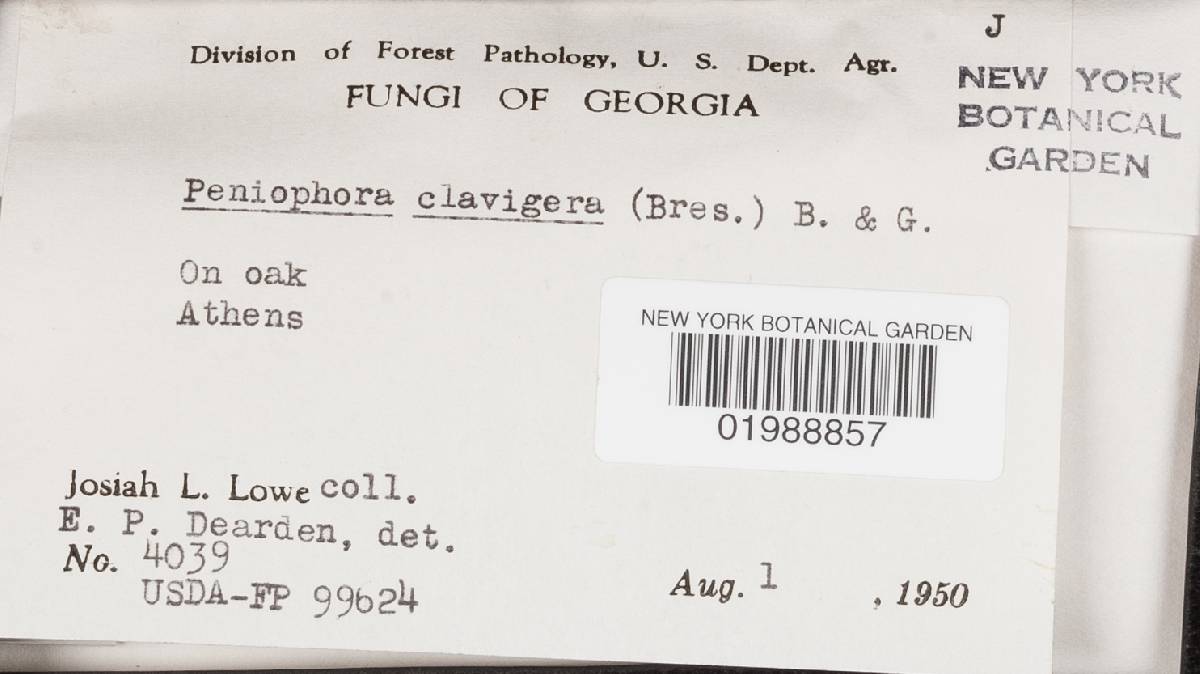 J
NEW YORK
BOTANICAL
GARDEN
Division of Forest Pathology, U. S. Dept. Agr.
FUNGI OF GEORGIA
Peniophora clavigera (Bres.) B. & G.
On oak
Athens
NEW YORK BOTANICAL GARDEN
01988857
Josiah L. Lowe coll.
E. P. Dearden, det.
No. 4039
USDA-FP 99624
Aug. 1 , 1950